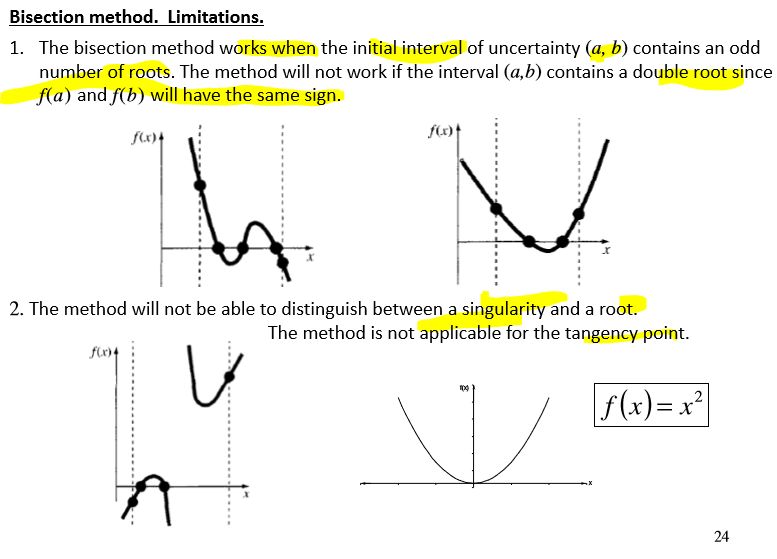 Bisection method.  Limitations.
1. The bisection method works when the initial interval of uncertainty (a, b) contains an odd
number of roots. The method will not work if the interval (a,b) contains a double root since
f(a) and f(b) will have the same sign.
f(x)
x
f(x)
x
2. The method will not be able to distinguish between a singularity and a root.
The method is not applicable for the tangency point.
f(x)
x
f(x)
x
f(x) = x²
24